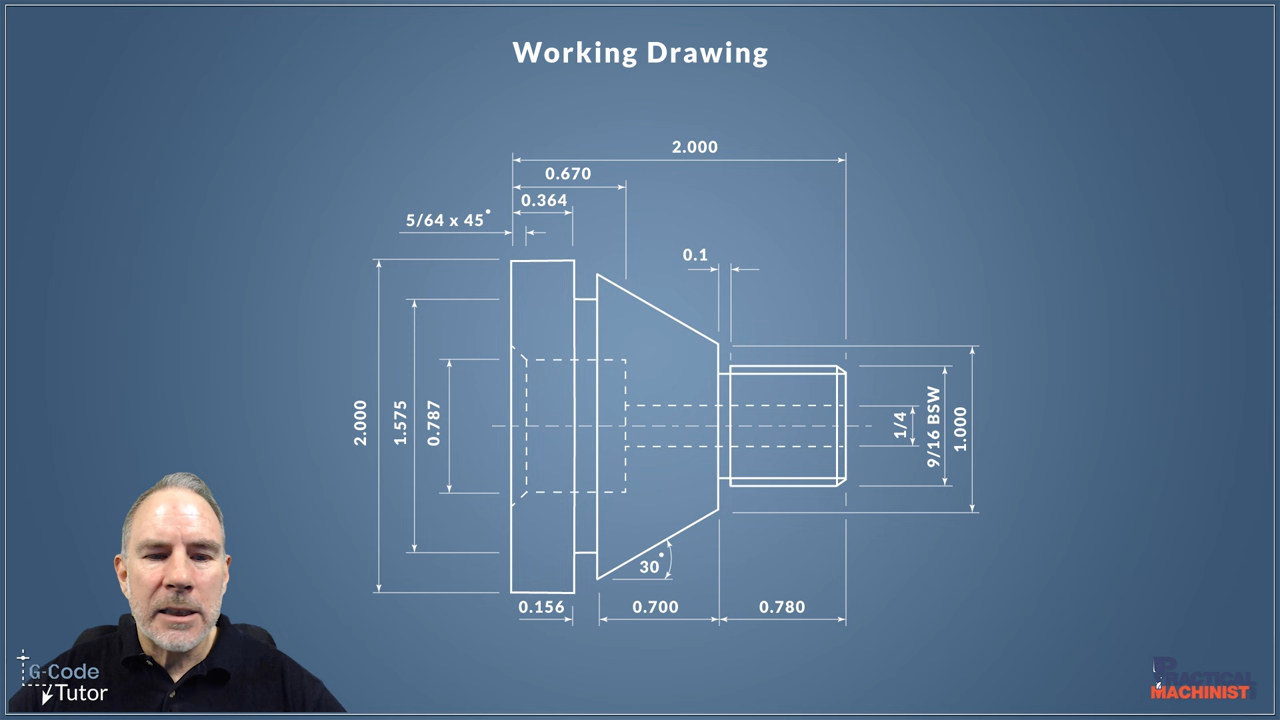 Working Drawing
2.000
0.670
0.364
5/64 x 45°
0.1
2.000
1.575
0.787
1/4
9/16 BSW
1.000
30°
0.156
0.700
0.780
G-Code
Tutor
PRACTICAL
MACHINIST